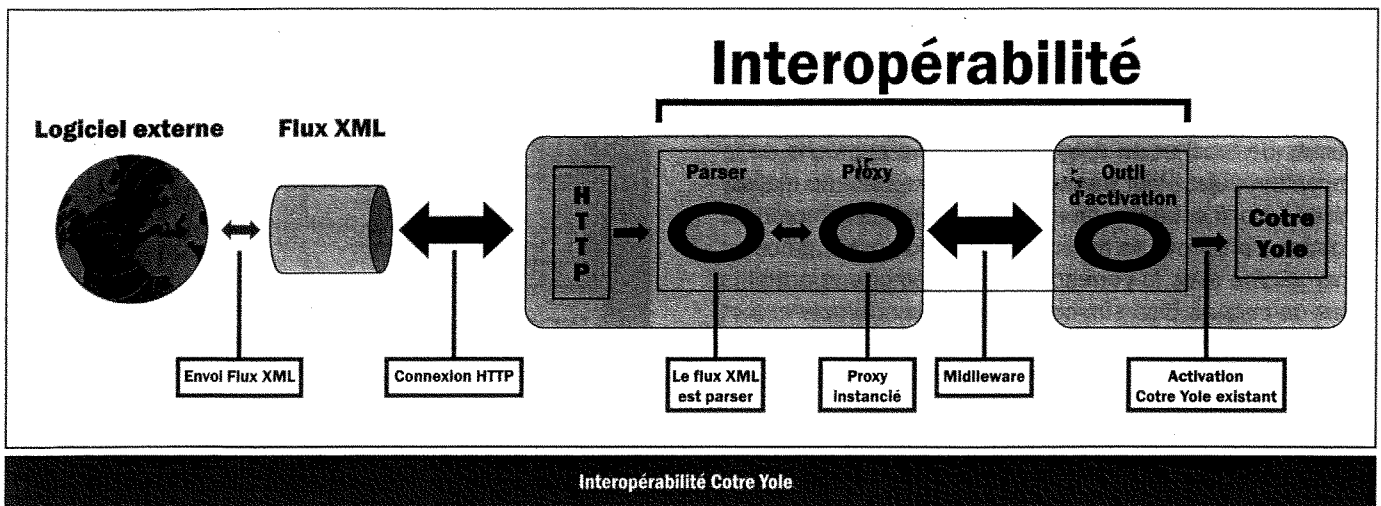 Interopérabilité
Logiciel externe
Flux XML
HTTP
Parser
Proxy
Outil
d'activation
Cotre
Yole
Envoi Flux XML
Connexion HTTP
Le flux XML
est parser
Proxy
instancié
Midlleware
Activation
Cotre Yole existant
Interopérabilité Cotre Yole